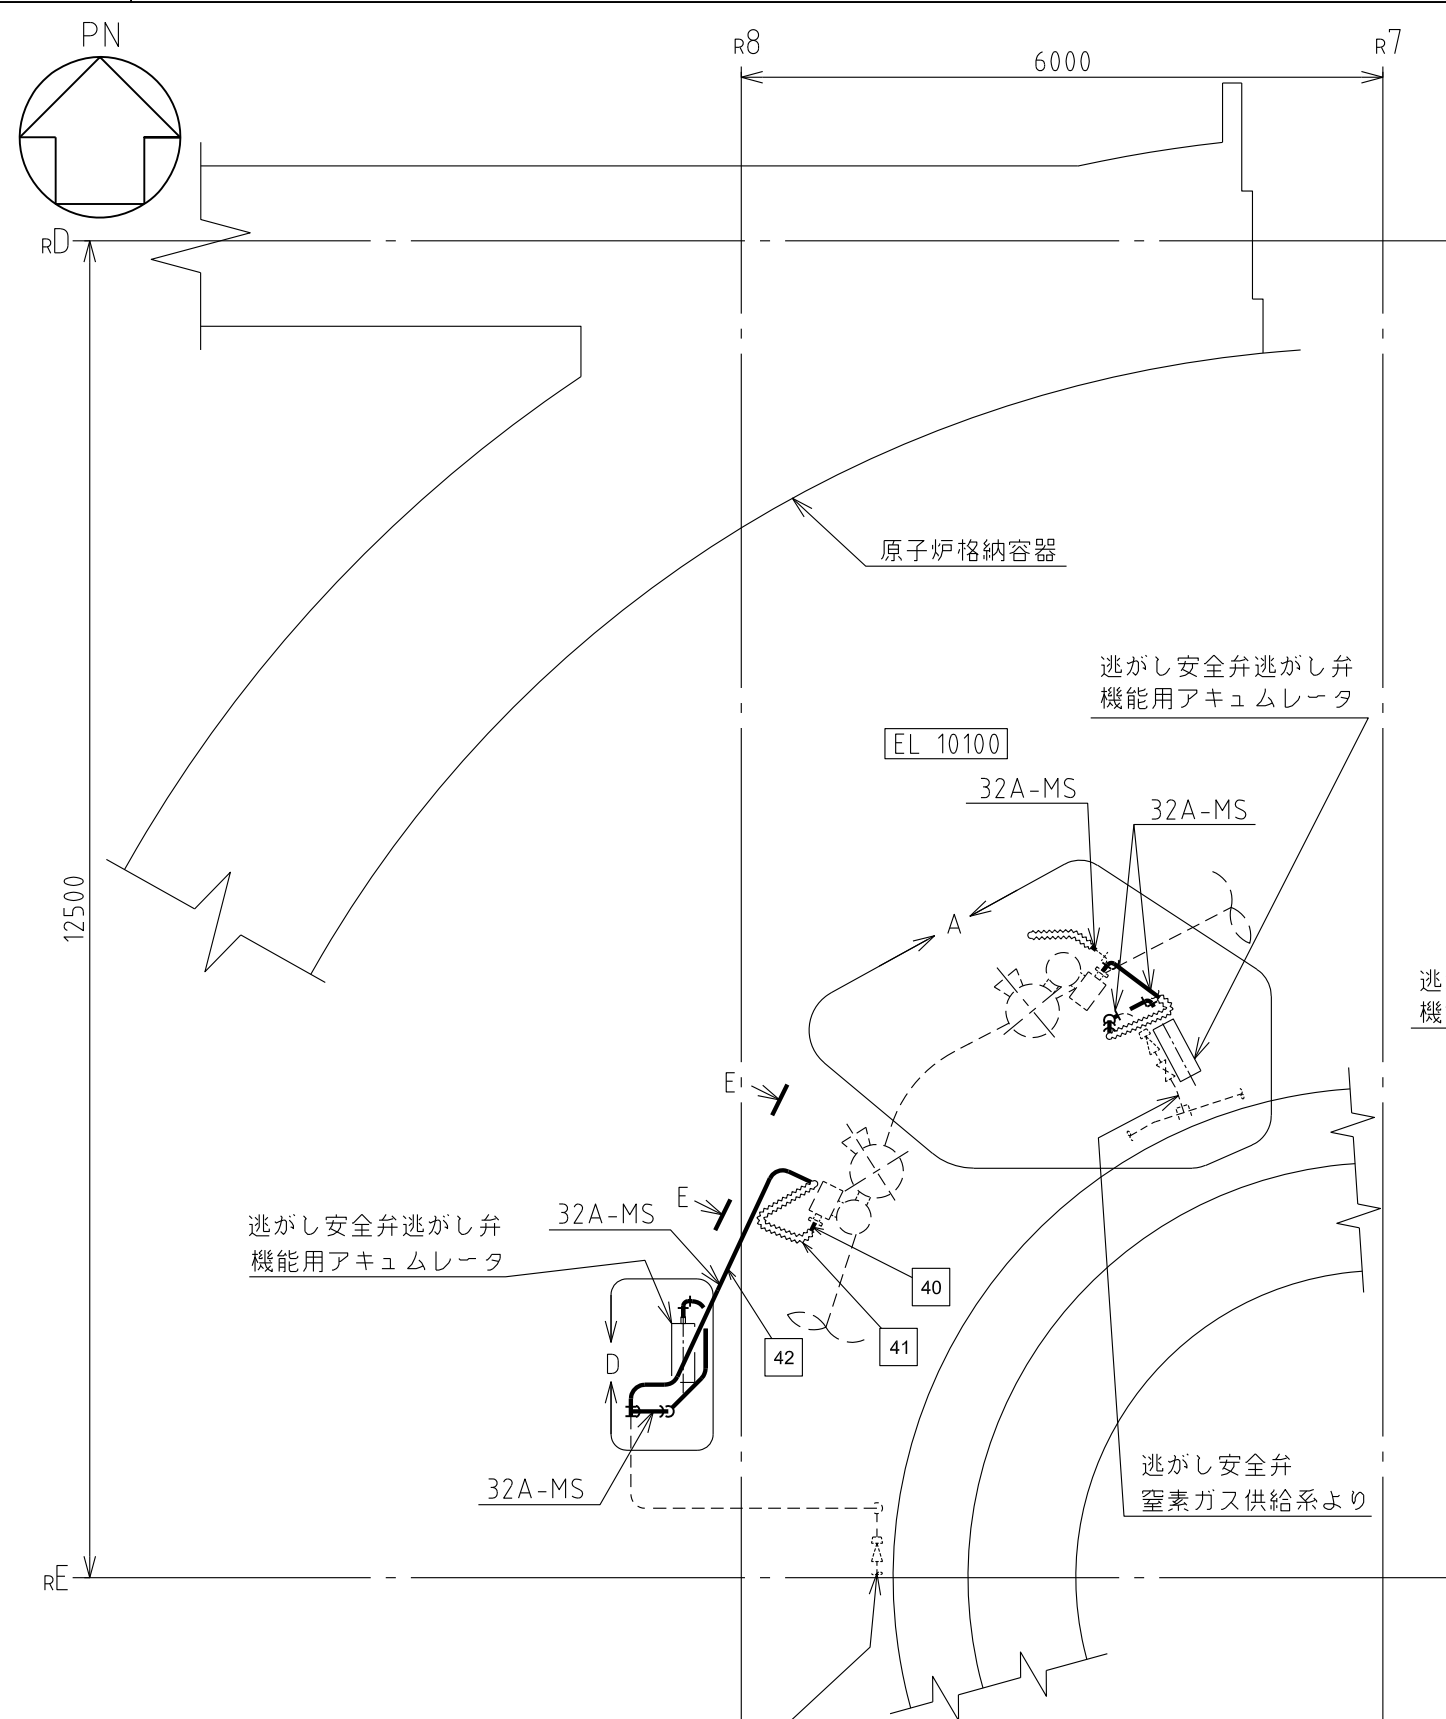 PN
R8
R7
6000
RD
原子炉格納容器
逃がし安全弁逃がし弁
機能用アキュムレータ
EL 10100
32A-MS
32A-MS
12500
A
逃
機
E
E
32A-MS
逃がし安全弁逃がし弁
機能用アキュムレータ
40
41
42
D
32A-MS
逃がし安全弁
窒素ガス供給系より
RE